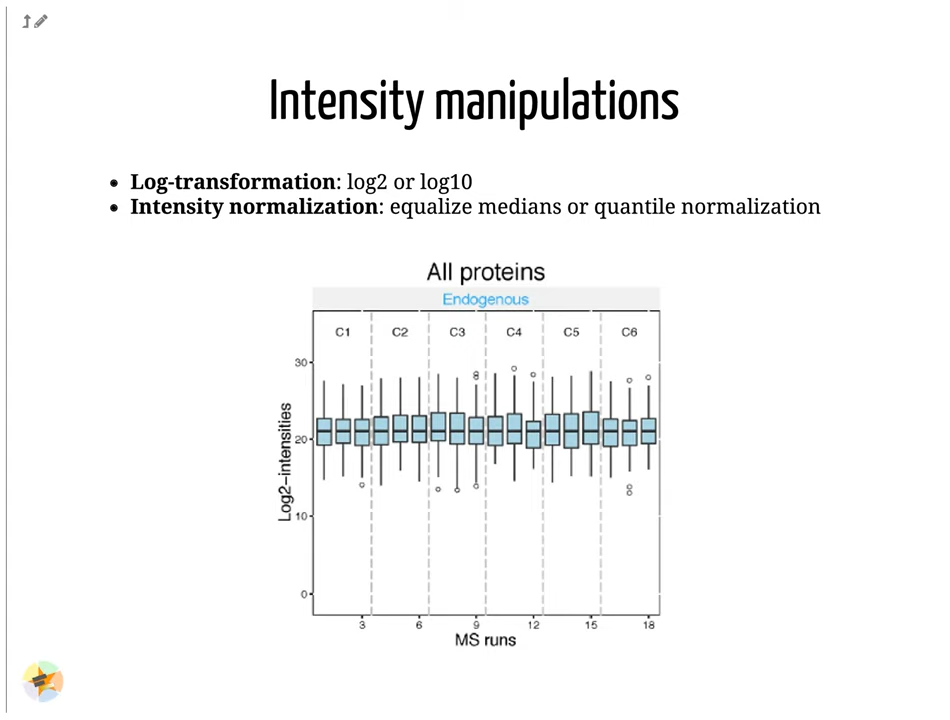 Intensity manipulations
Log-transformation: log2 or log10
Intensity normalization: equalize medians or quantile normalization
All proteins
Endogenous
C1 C2 C3 C4 C5 C6
30
20
10
0
Log2-intensities
3 6 9 12 15 18
MS runs